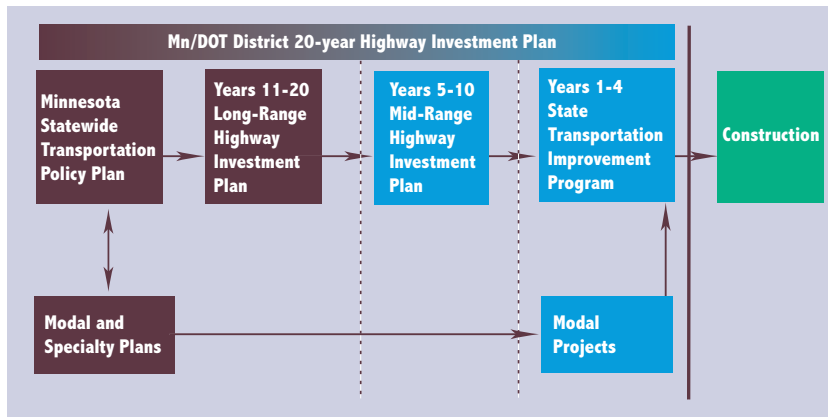 Mn/DOT District 20-year Highway Investment Plan
Minnesota
Statewide
Transportation
Policy Plan
Years 11-20
Long-Range
Highway
Investment
Plan
Years 5-10
Mid-Range
Highway
Investment
Plan
Years 1-4
State
Transportation
Improvement
Program
Construction
Modal and
Specialty Plans
Modal
Projects